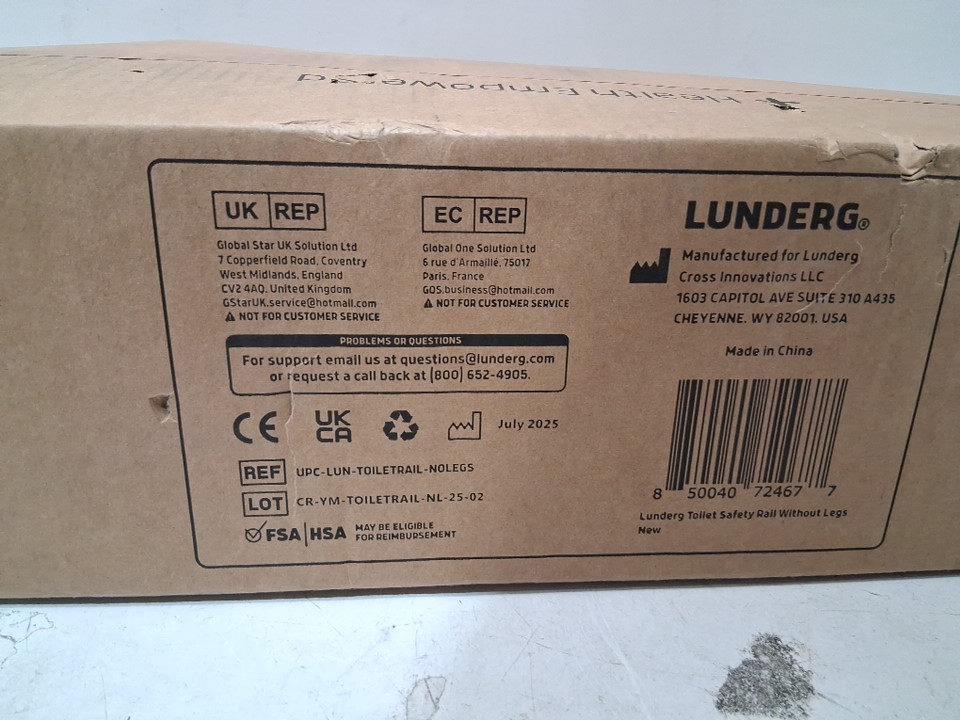 Health Empowered
UK REP
Global Star UK Solution Ltd
7 Copperfield Road, Coventry
West Midlands, England
CV2 4AQ, United Kingdom
GStarUK.service@hotmail.com
NOT FOR CUSTOMER SERVICE
EC REP
Global One Solution Ltd
6 rue d'Armaillé, 75017
Paris, France
GOS.business@hotmail.com
NOT FOR CUSTOMER SERVICE
LUNDERG®
Manufactured for Lunderg
Cross Innovations LLC
1603 CAPITOL AVE SUITE 310 A435
CHEYENNE, WY 82001, USA
Made in China
PROBLEMS OR QUESTIONS
For support email us at questions@lunderg.com
or request a call back at (800) 652-4905.
CE
UK
CA
July 2025
REF UPC-LUN-TOILETRAIL-NOLEGS
LOT CR-YM-TOILETRAIL-NL-25-02
FSA|HSA MAY BE ELIGIBLE
FOR REIMBURSEMENT
8 50040 72467 7
Lunderg Toilet Safety Rail Without Legs
New